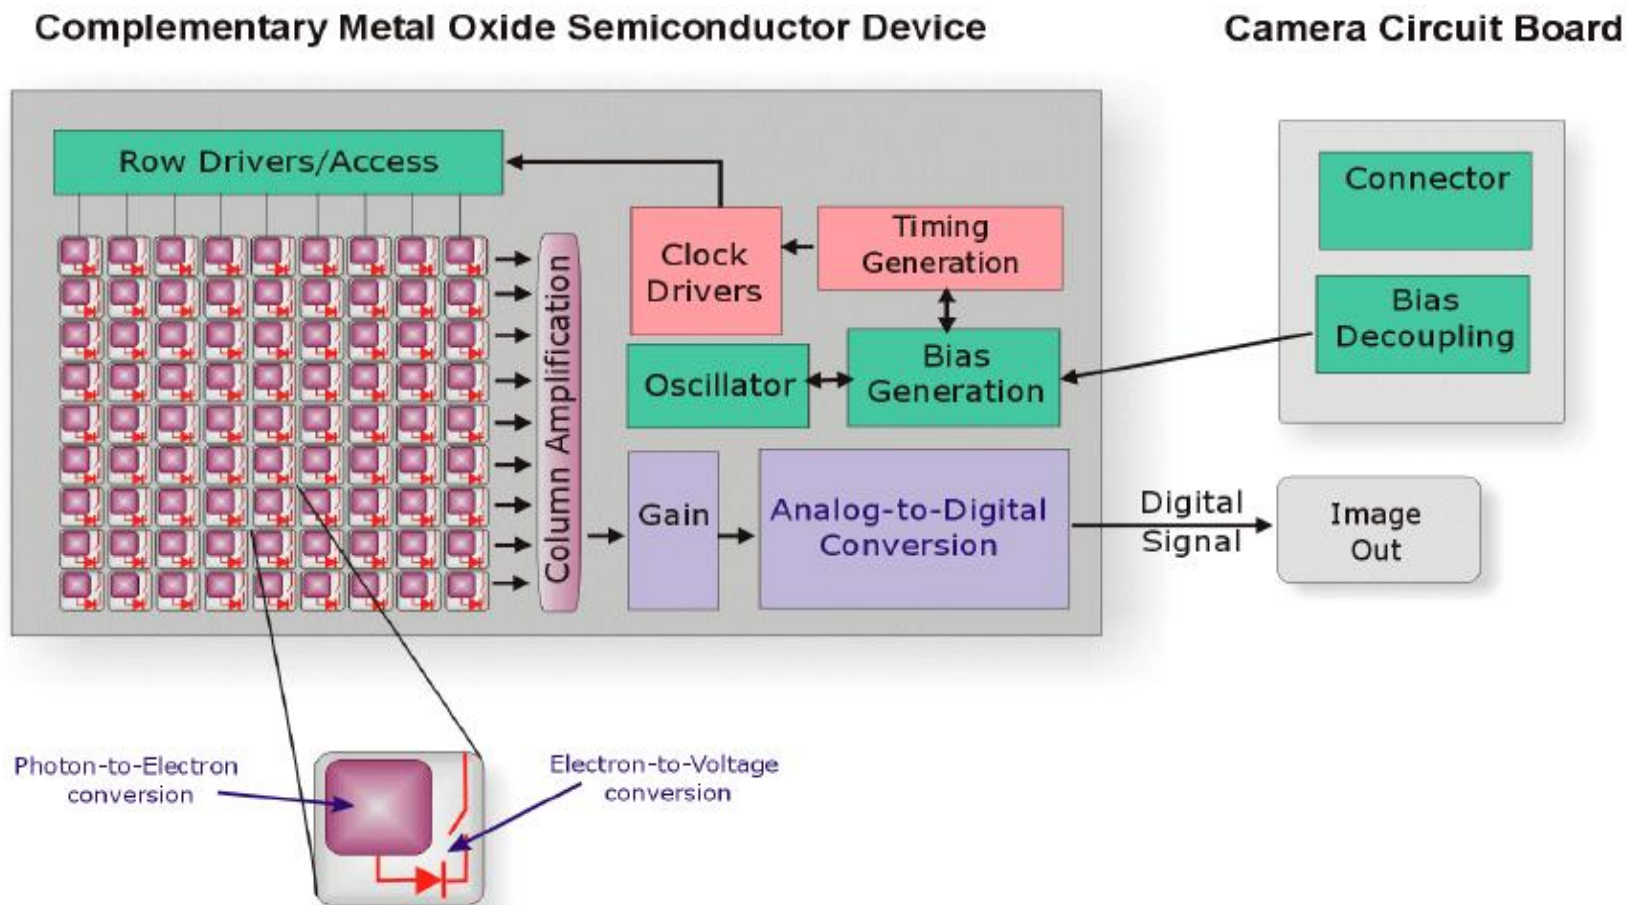 Complementary Metal Oxide Semiconductor Device
Camera Circuit Board
Row Drivers/Access
Clock
Drivers
Timing
Generation
Connector
Column Amplification
Oscillator
Bias
Generation
Bias
Decoupling
Gain
Analog-to-Digital
Conversion
Digital
Signal
Image
Out
Photon-to-Electron
conversion
Electron-to-Voltage
conversion